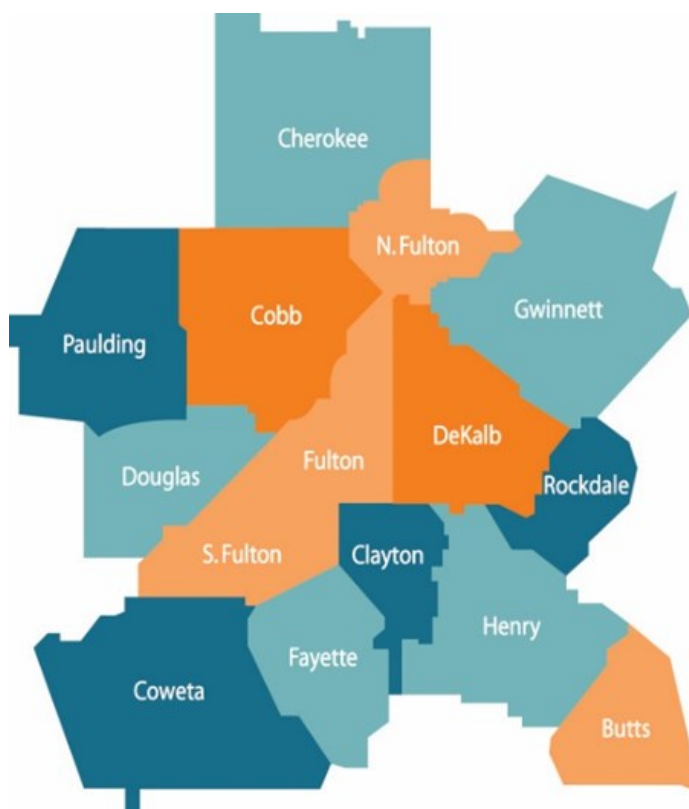 Cherokee
N. Fulton
Gwinnett
Cobb
Paulding
DeKalb
Fulton
Douglas
Rockdale
S. Fulton
Clayton
Henry
Fayette
Coweta
Butts